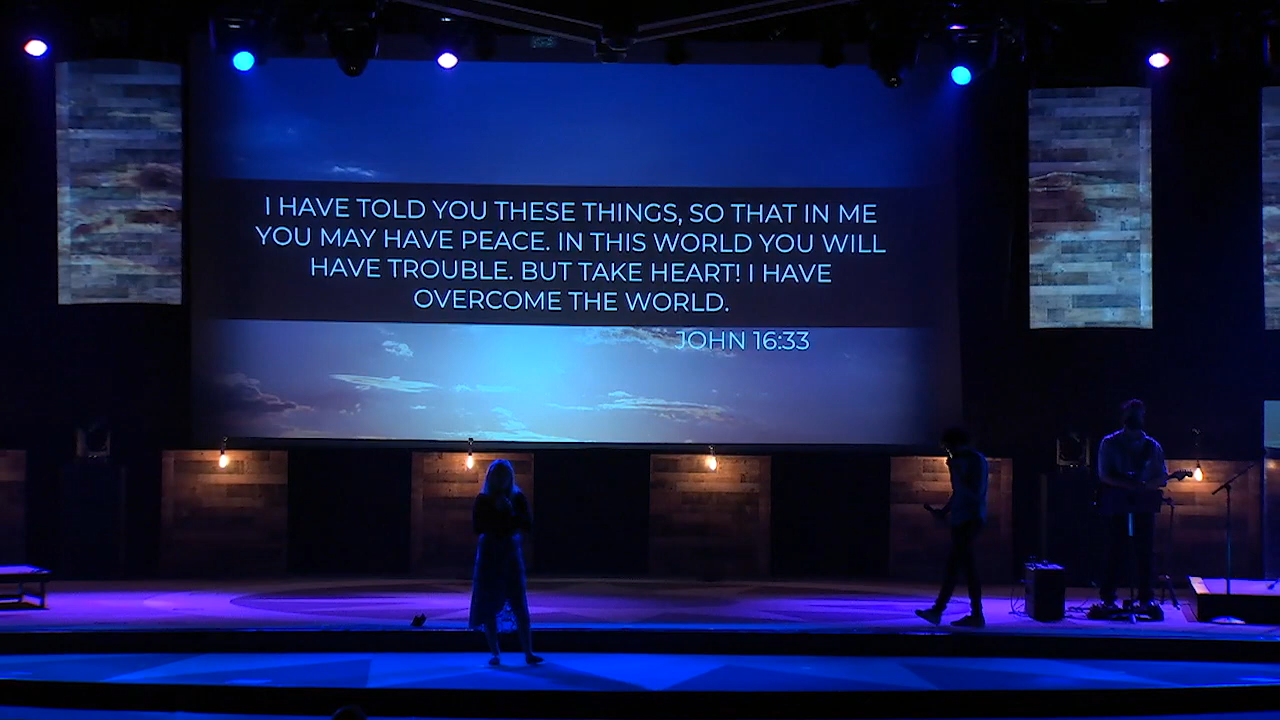 I HAVE TOLD YOU THESE THINGS, SO THAT IN ME
YOU MAY HAVE PEACE. IN THIS WORLD YOU WILL
HAVE TROUBLE. BUT TAKE HEART! I HAVE
OVERCOME THE WORLD.
JOHN 16:33